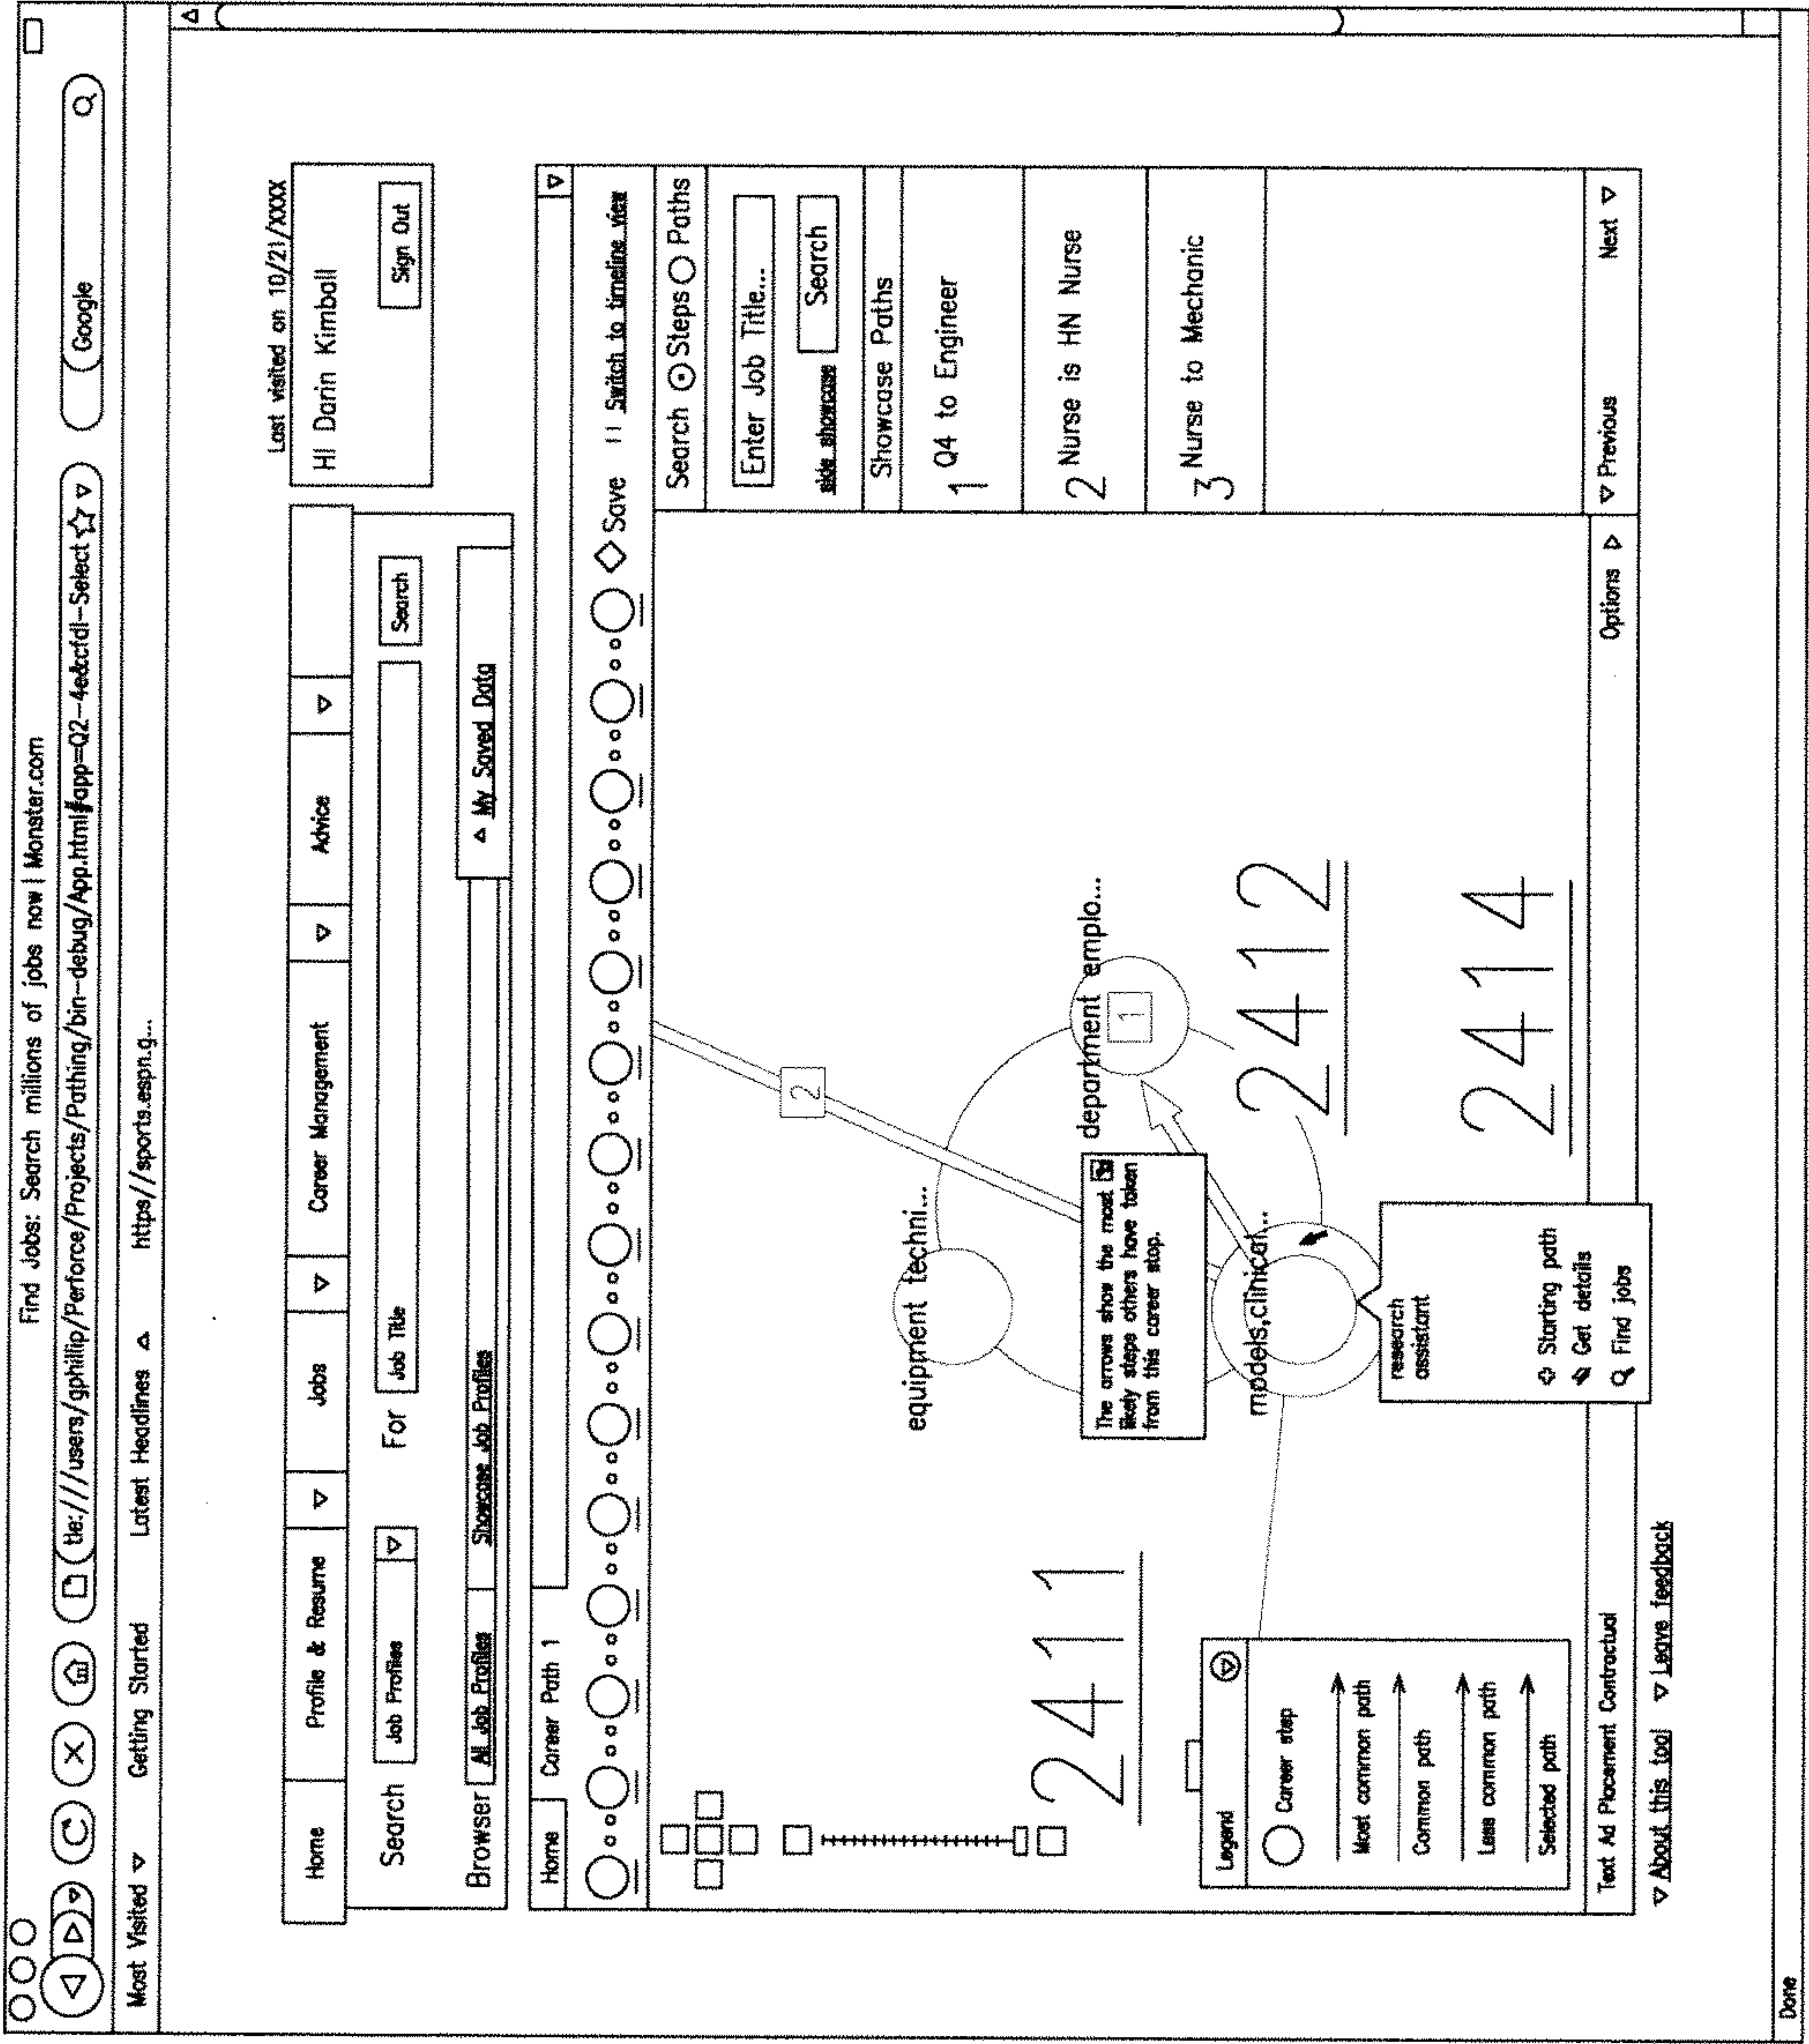 Find Jobs: Search millions of jobs now | Monster.com
tle:///users/gphillip/Perforce/Projects/Pathing/bin-debug/App.html#app=Q2-4e&cfdl-Select
Google
Most Visited
Getting Started
Latest Headlines
https//sports.espn.g...
Last visited on 10/21/XXXX
Home
Profile & Resume
Jobs
Career Management
Advice
HI Darin Kimball
Sign Out
Search
Job Profiles
For
Job Title
Search
Browser
All Job Profiles
Showcase Job Profiles
My Saved Data
Home
Career Path 1
Save
Switch to timeline view
Search Steps Paths
Enter Job Title...
side showcase
Search
Showcase Paths
1 Q4 to Engineer
2 Nurse is HN Nurse
3 Nurse to Mechanic
2
equipment techni...
department emplo...
1
2411
The arrows show the most
likely steps others have taken
from this career stop.
models,clinical...
2412
research
assistant
Starting path
Get details
Find jobs
2414
Legend
Career step
Most common path
Common path
Less common path
Selected path
Text Ad Placement Contractual
Options
Previous
Next
About this tool
Leave feedback
Done